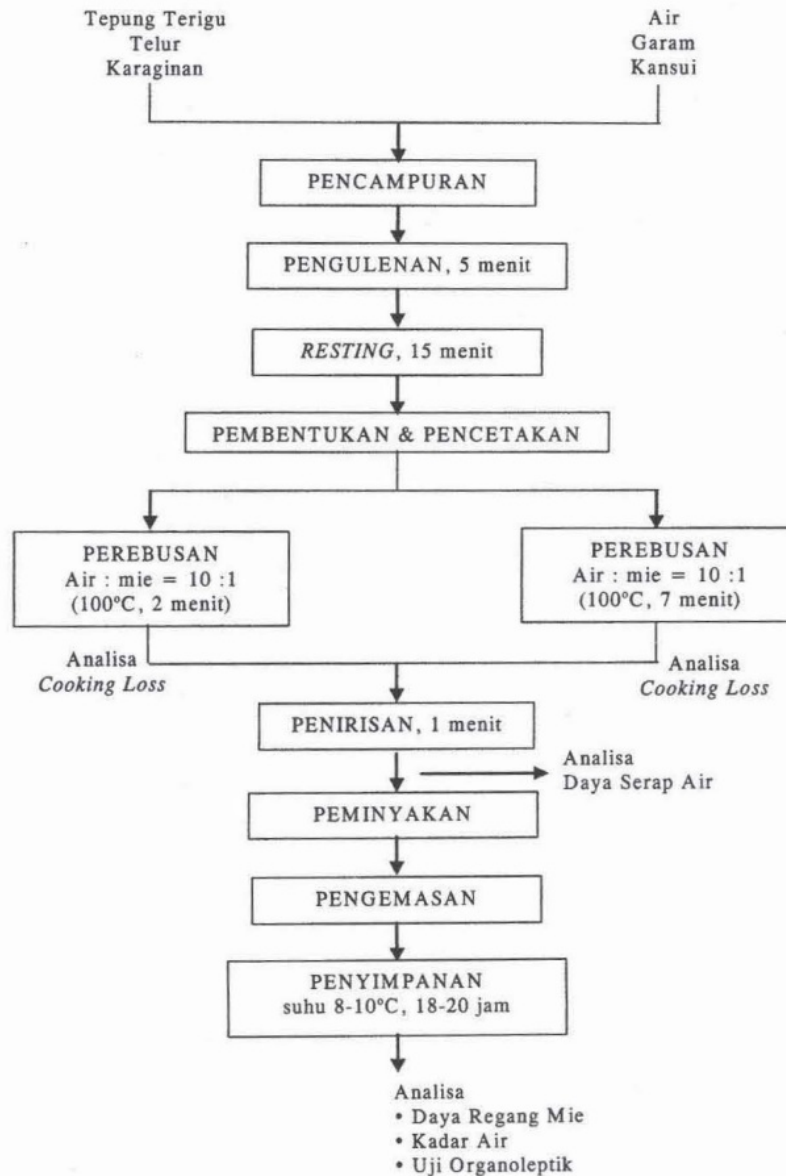 Tepung Terigu
Telur
Karaginan
Air
Garam
Kansui
PENCAMPURAN
PENGULENAN, 5 menit
RESTING, 15 menit
PEMBENTUKAN & PENCETAKAN
PEREBUSAN
Air : mie = 10 :1
(100ºC, 2 menit)
PEREBUSAN
Air : mie = 10 :1
(100ºC, 7 menit)
Analisa
Cooking Loss
Analisa
Cooking Loss
PENIRISAN, 1 menit
Analisa
Daya Serap Air
PEMINYAKAN
PENGEMASAN
PENYIMPANAN
suhu 8-10ºC, 18-20 jam
Analisa
• Daya Regang Mie
• Kadar Air
• Uji Organoleptik